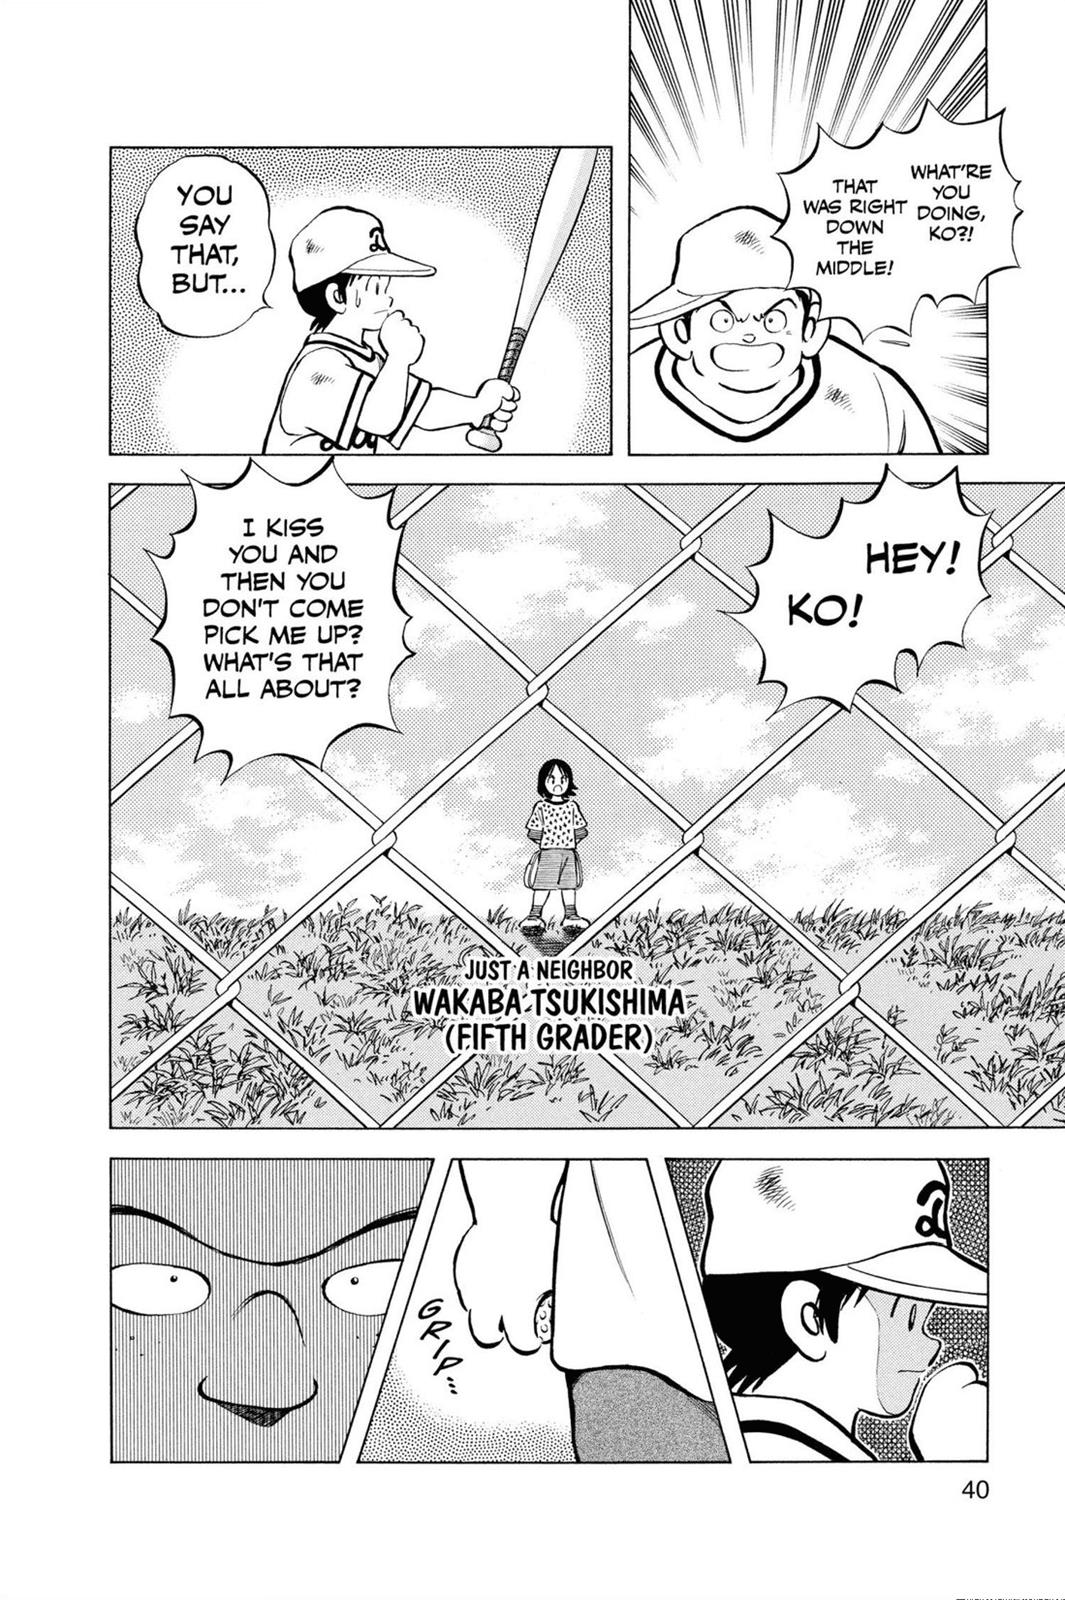 WHAT'RE
YOU
DOING,
KO?!
THAT
WAS RIGHT
DOWN
THE
MIDDLE!
YOU
SAY
THAT,
BUT...
HEY!
KO!
I KISS
YOU AND
THEN YOU
DON'T COME
PICK ME UP?
WHAT'S THAT
ALL ABOUT?
JUST A NEIGHBOR
WAKABA TSUKISHIMA
(FIFTH GRADER)
GRIP...
40